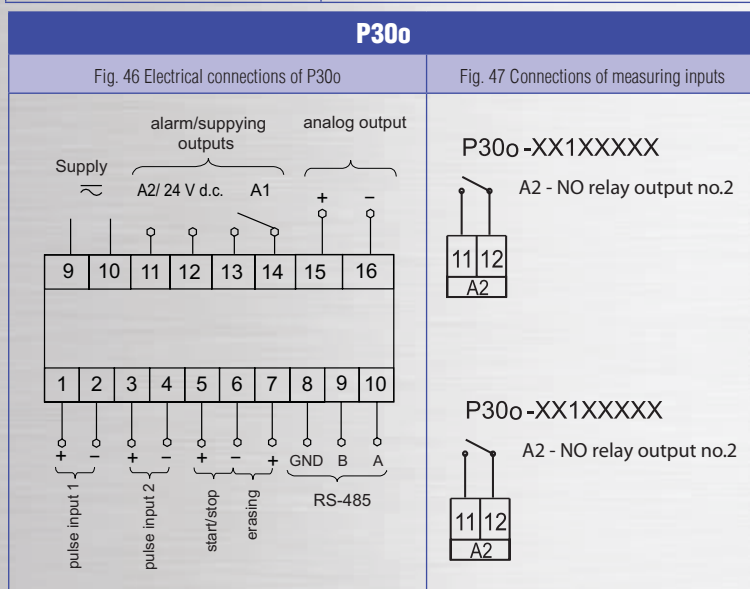 P30o
Fig. 46 Electrical connections of P30o
Fig. 47 Connections of measuring inputs
alarm/suppying
outputs
analog output
Supply
A2/ 24 V d.c. A1
+ −
9 10 11 12 13 14 15 16
1 2 3 4 5 6 7 8 9 10
+ − + − + − + GND B A
pulse input 1
pulse input 2
start/stop
erasing
RS-485
P30o-XX1XXXXX
A2 - NO relay output no.2
11 12
A2
P30o-XX1XXXXX
A2 - NO relay output no.2
11 12
A2